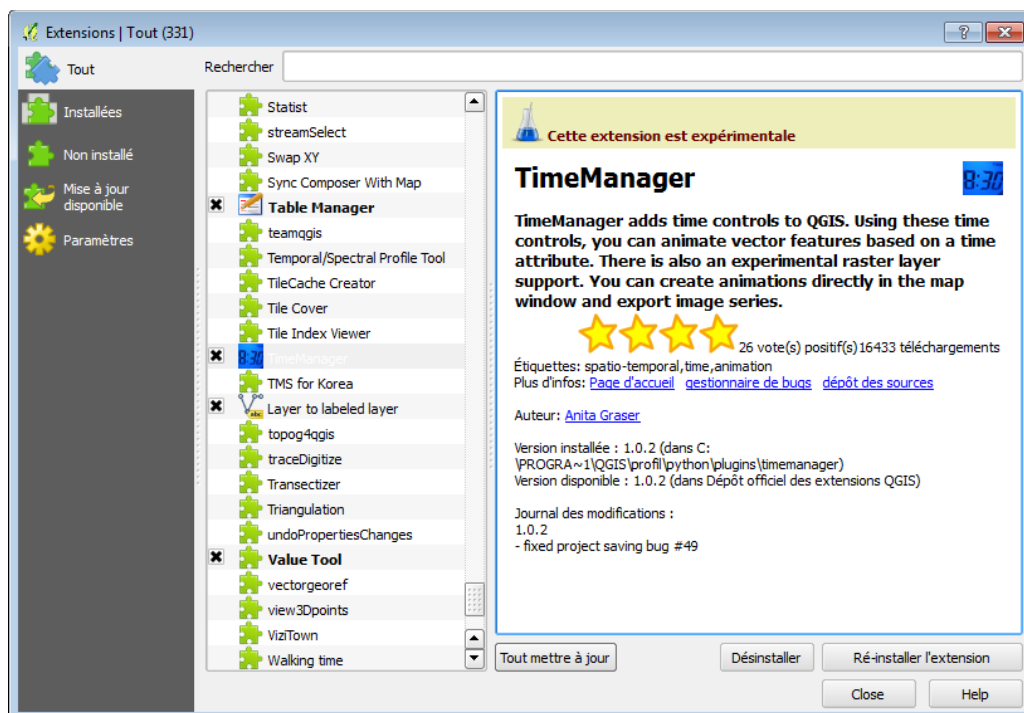 Extensions | Tout (331)
Tout
Installées
Non installé
Mise à jour
disponible
Paramètres
Rechercher
Statist
streamSelect
Swap XY
Sync Composer With Map
Table Manager
teamqgis
Temporal/Spectral Profile Tool
TileCache Creator
Tile Cover
Tile Index Viewer
8:30 TimeManager
TMS for Korea
abc Layer to labeled layer
topog4qgis
traceDigitize
Transectizer
Triangulation
undoPropertiesChanges
Value Tool
vectorgeoref
view3Dpoints
ViziTown
Walking time
Cette extension est expérimentale
TimeManager
8:30
TimeManager adds time controls to QGIS. Using these time
controls, you can animate vector features based on a time
attribute. There is also an experimental raster layer
support. You can create animations directly in the map
window and export image series.
26 vote(s) positif(s)16433 téléchargements
Étiquettes: spatio-temporal,time,animation
Plus d'infos: Page d'accueil gestionnaire de bugs dépôt des sources
Auteur: Anita Graser
Version installée : 1.0.2 (dans C:
\PROGRA~1\QGIS\profil\python\plugins\timemanager)
Version disponible : 1.0.2 (dans Dépôt officiel des extensions QGIS)
Journal des modifications :
1.0.2
- fixed project saving bug #49
Tout mettre à jour
Désinstaller
Ré-installer l'extension
Close
Help